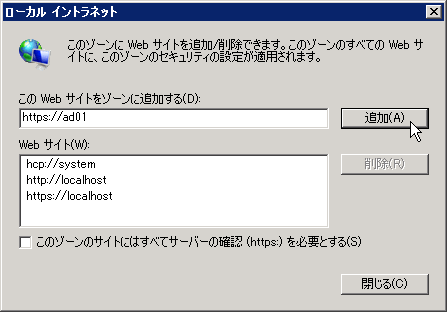 ローカル イントラネット
このゾーンに Web サイトを追加/削除できます。このゾーンのすべての Web サ
イトに、このゾーンのセキュリティの設定が適用されます。
この Web サイトをゾーンに追加する(D):
https://ad01
追加(A)
Web サイト(W):
hcp://system
http://localhost
https://localhost
削除(R)
このゾーンのサイトにはすべてサーバーの確認 (https:) を必要とする(S)
閉じる(C)